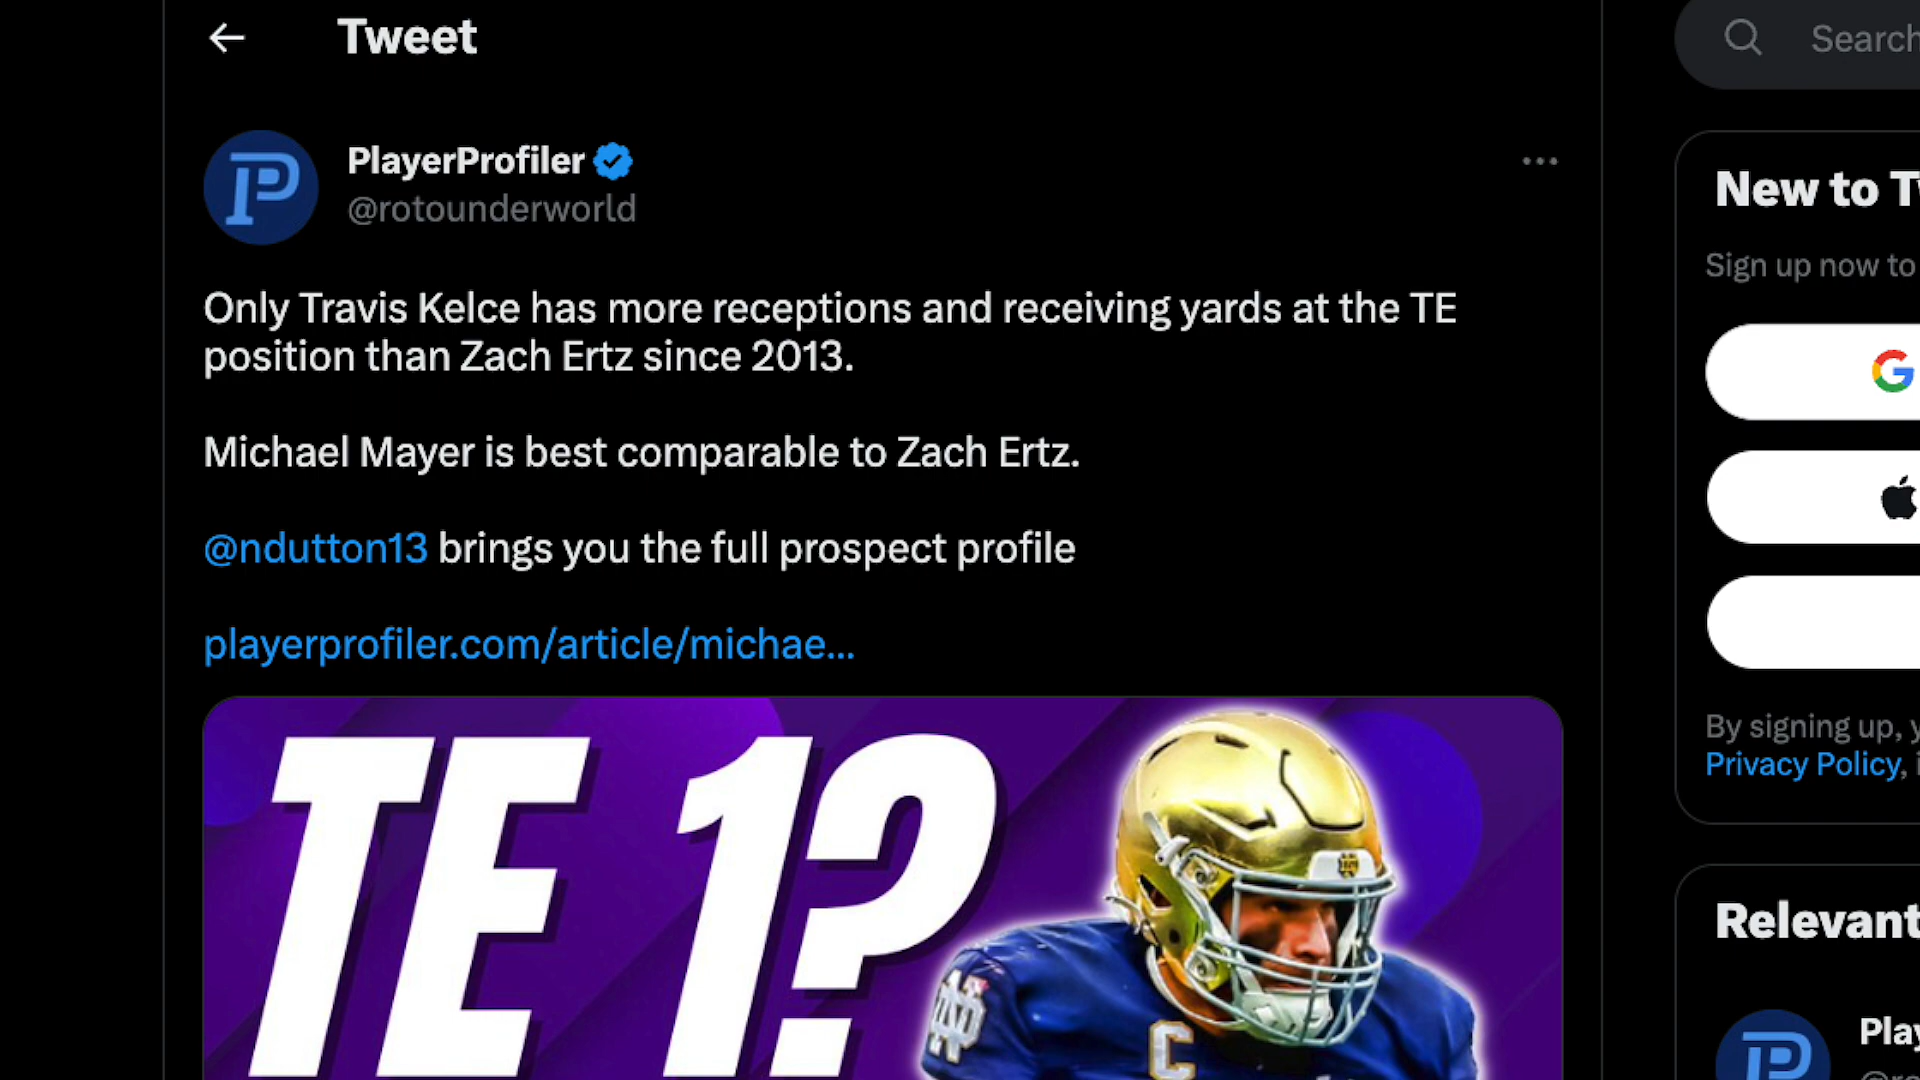 Tweet
Search
PlayerProfiler
@rotounderworld
Only Travis Kelce has more receptions and receiving yards at the TE
position than Zach Ertz since 2013.
Michael Mayer is best comparable to Zach Ertz.
@ndutton13 brings you the full prospect profile
playerprofiler.com/article/michae...
TE 1?
ND
C
New to T
Sign up now to
By signing up, y
Privacy Policy, i
Relevant
Play